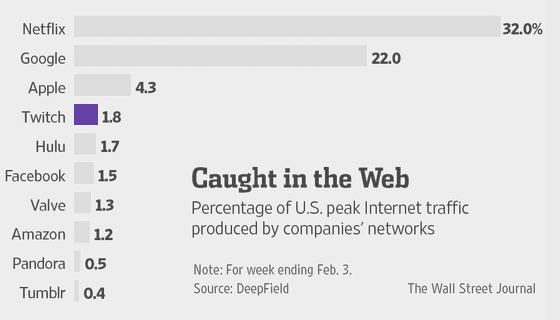 Netflix 32.0%
Google 22.0
Apple 4.3
Twitch 1.8
Hulu 1.7
Facebook 1.5
Valve 1.3
Amazon 1.2
Pandora 0.5
Tumblr 0.4
Caught in the Web
Percentage of U.S. peak Internet traffic
produced by companies’ networks
Note: For week ending Feb. 3.
Source: DeepField
The Wall Street Journal